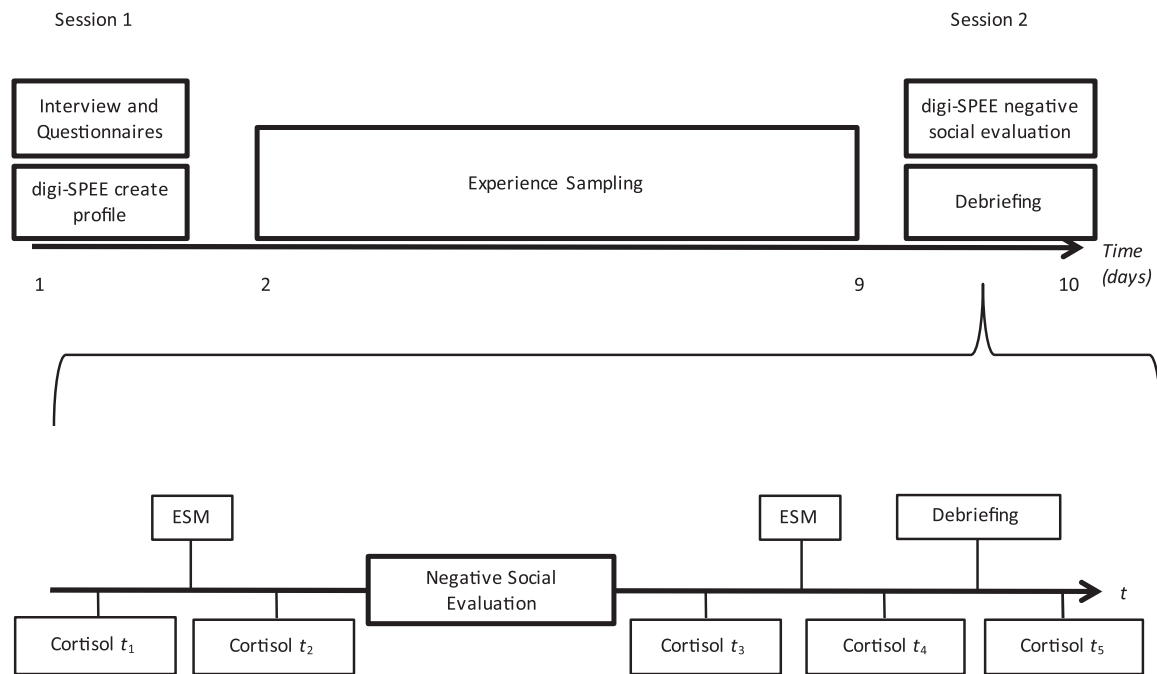 Session 1
Session 2
Interview and
Questionnaires
digi-SPEE create
profile
Experience Sampling
digi-SPEE negative
social evaluation
Debriefing
Time
(days)
1
2
9
10
ESM
ESM
Debriefing
Negative Social
Evaluation
t
Cortisol t₁
Cortisol t₂
Cortisol t₃
Cortisol t₄
Cortisol t₅